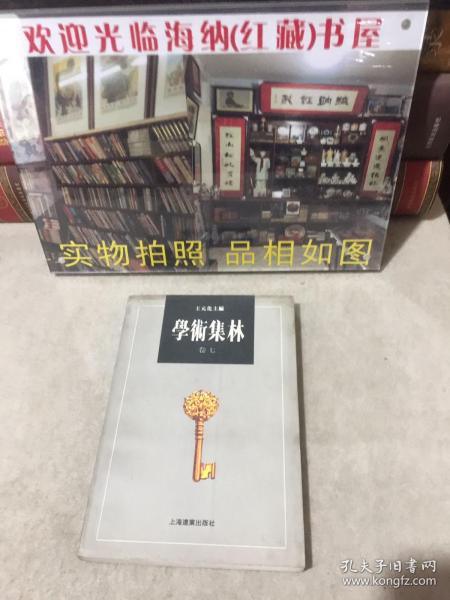 欢迎光临海纳(红藏)书屋
实物拍照 品相如图
王元化主編
學術集林
卷七
上海遠東出版社
孔夫子旧书网
www.kongfz.com